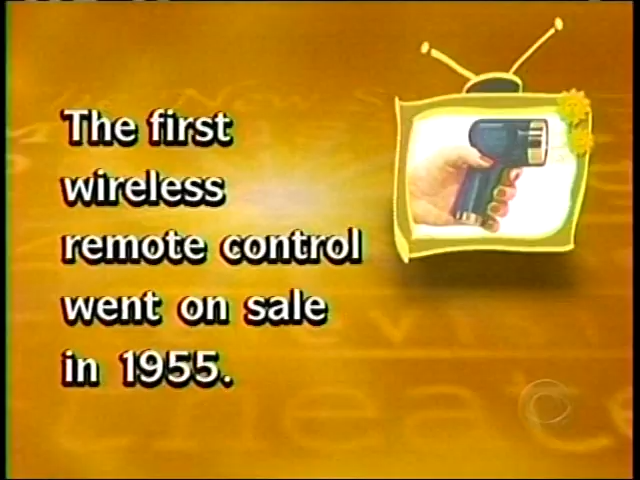 The first
wireless
remote control
went on sale
in 1955.